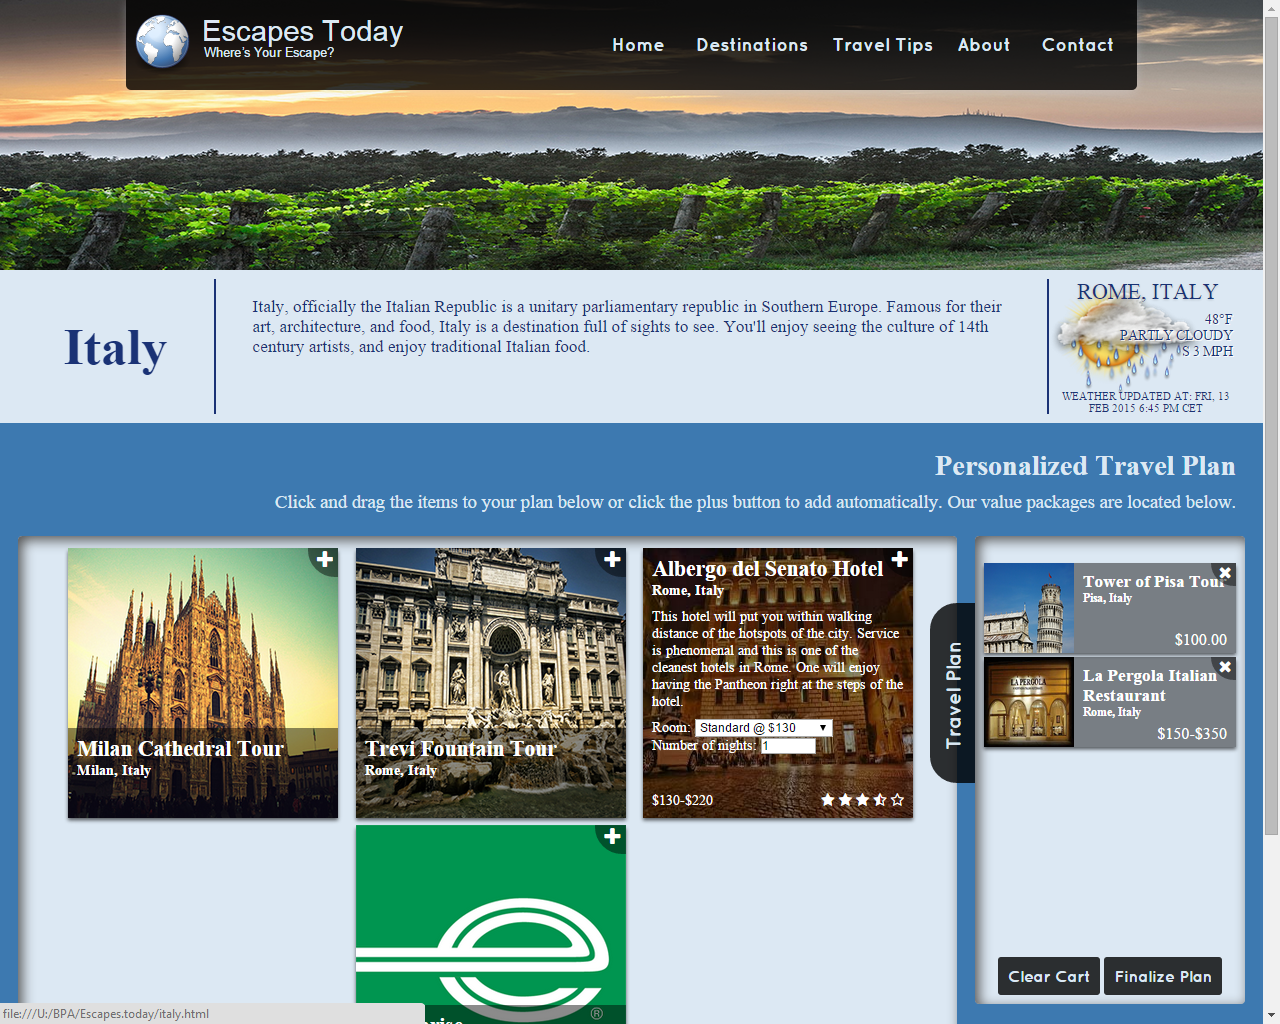 Escapes Today
Where's Your Escape?
Home Destinations Travel Tips About Contact
Italy
Italy, officially the Italian Republic is a unitary parliamentary republic in Southern Europe. Famous for their
art, architecture, and food, Italy is a destination full of sights to see. You'll enjoy seeing the culture of 14th
century artists, and enjoy traditional Italian food.
ROME, ITALY
48°F
PARTLY CLOUDY
S 3 MPH
WEATHER UPDATED AT: FRI, 13
FEB 2015 6:45 PM CET
Personalized Travel Plan
Click and drag the items to your plan below or click the plus button to add automatically. Our value packages are located below.
Milan Cathedral Tour
Milan, Italy
Trevi Fountain Tour
Rome, Italy
Albergo del Senato Hotel
Rome, Italy
This hotel will put you within walking
distance of the hotspots of the city. Service
is phenomenal and this is one of the
cleanest hotels in Rome. One will enjoy
having the Pantheon right at the steps of the
hotel.
Room: Standard @ $130
Number of nights: 1
$130-$220
Travel Plan
Tower of Pisa Tour
Pisa, Italy
$100.00
LA PERGOLA
La Pergola Italian
Restaurant
Rome, Italy
$150-$350
Clear Cart Finalize Plan
e
®
file:///U:/BPA/Escapes.today/italy.html